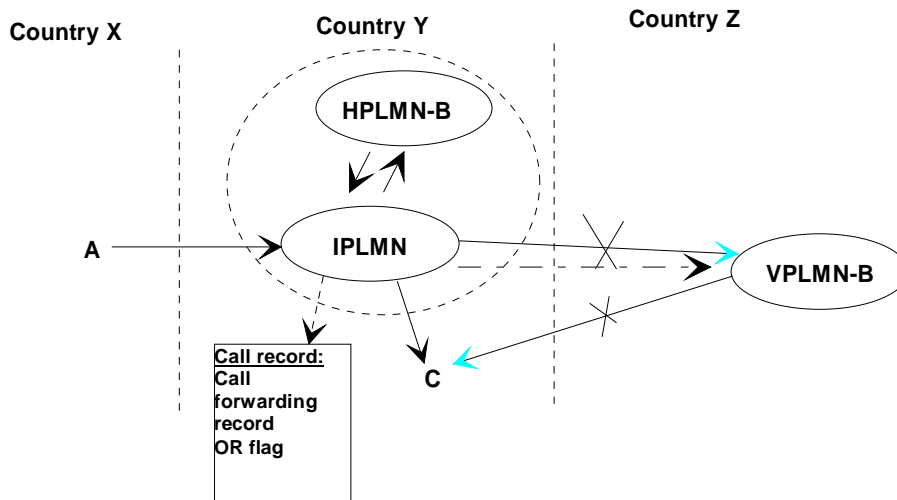 Country X
Country Y
Country Z
HPLMN-B
A
IPLMN
VPLMN-B
C
Call record:
Call
forwarding
record
OR flag